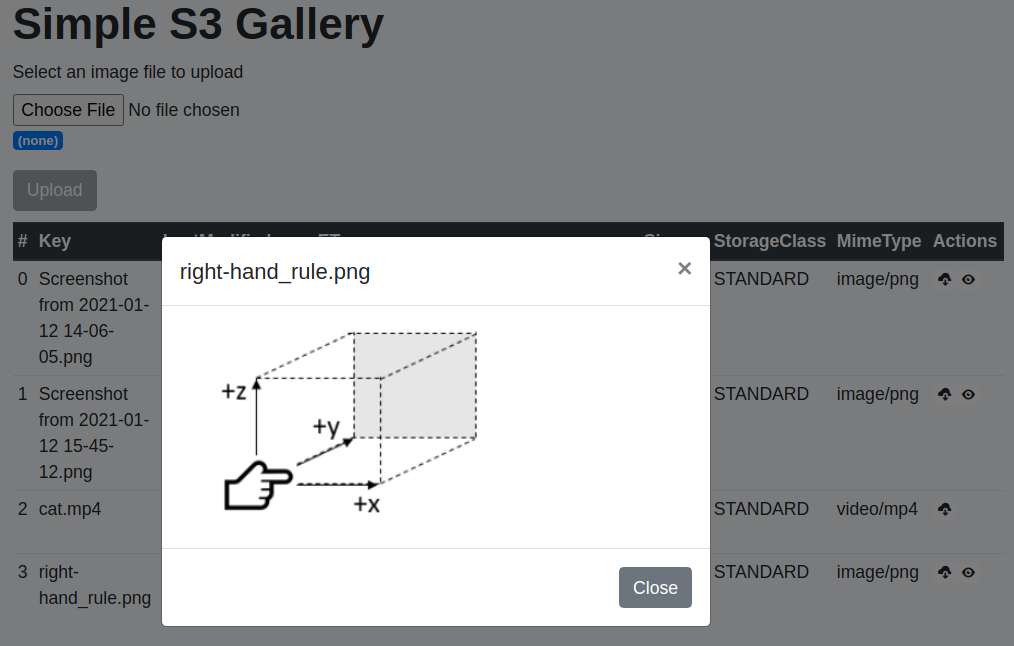 Simple S3 Gallery
Select an image file to upload
Choose File No file chosen
(none)
Upload
# Key StorageClass MimeType Actions
right-hand_rule.png ×
0 Screenshot STANDARD image/png
from 2021-01-
12 14-06-
05.png
+z
+y
+x
1 Screenshot STANDARD image/png
from 2021-01-
12 15-45-
12.png
2 cat.mp4 STANDARD video/mp4
3 right- STANDARD image/png
hand_rule.png
Close